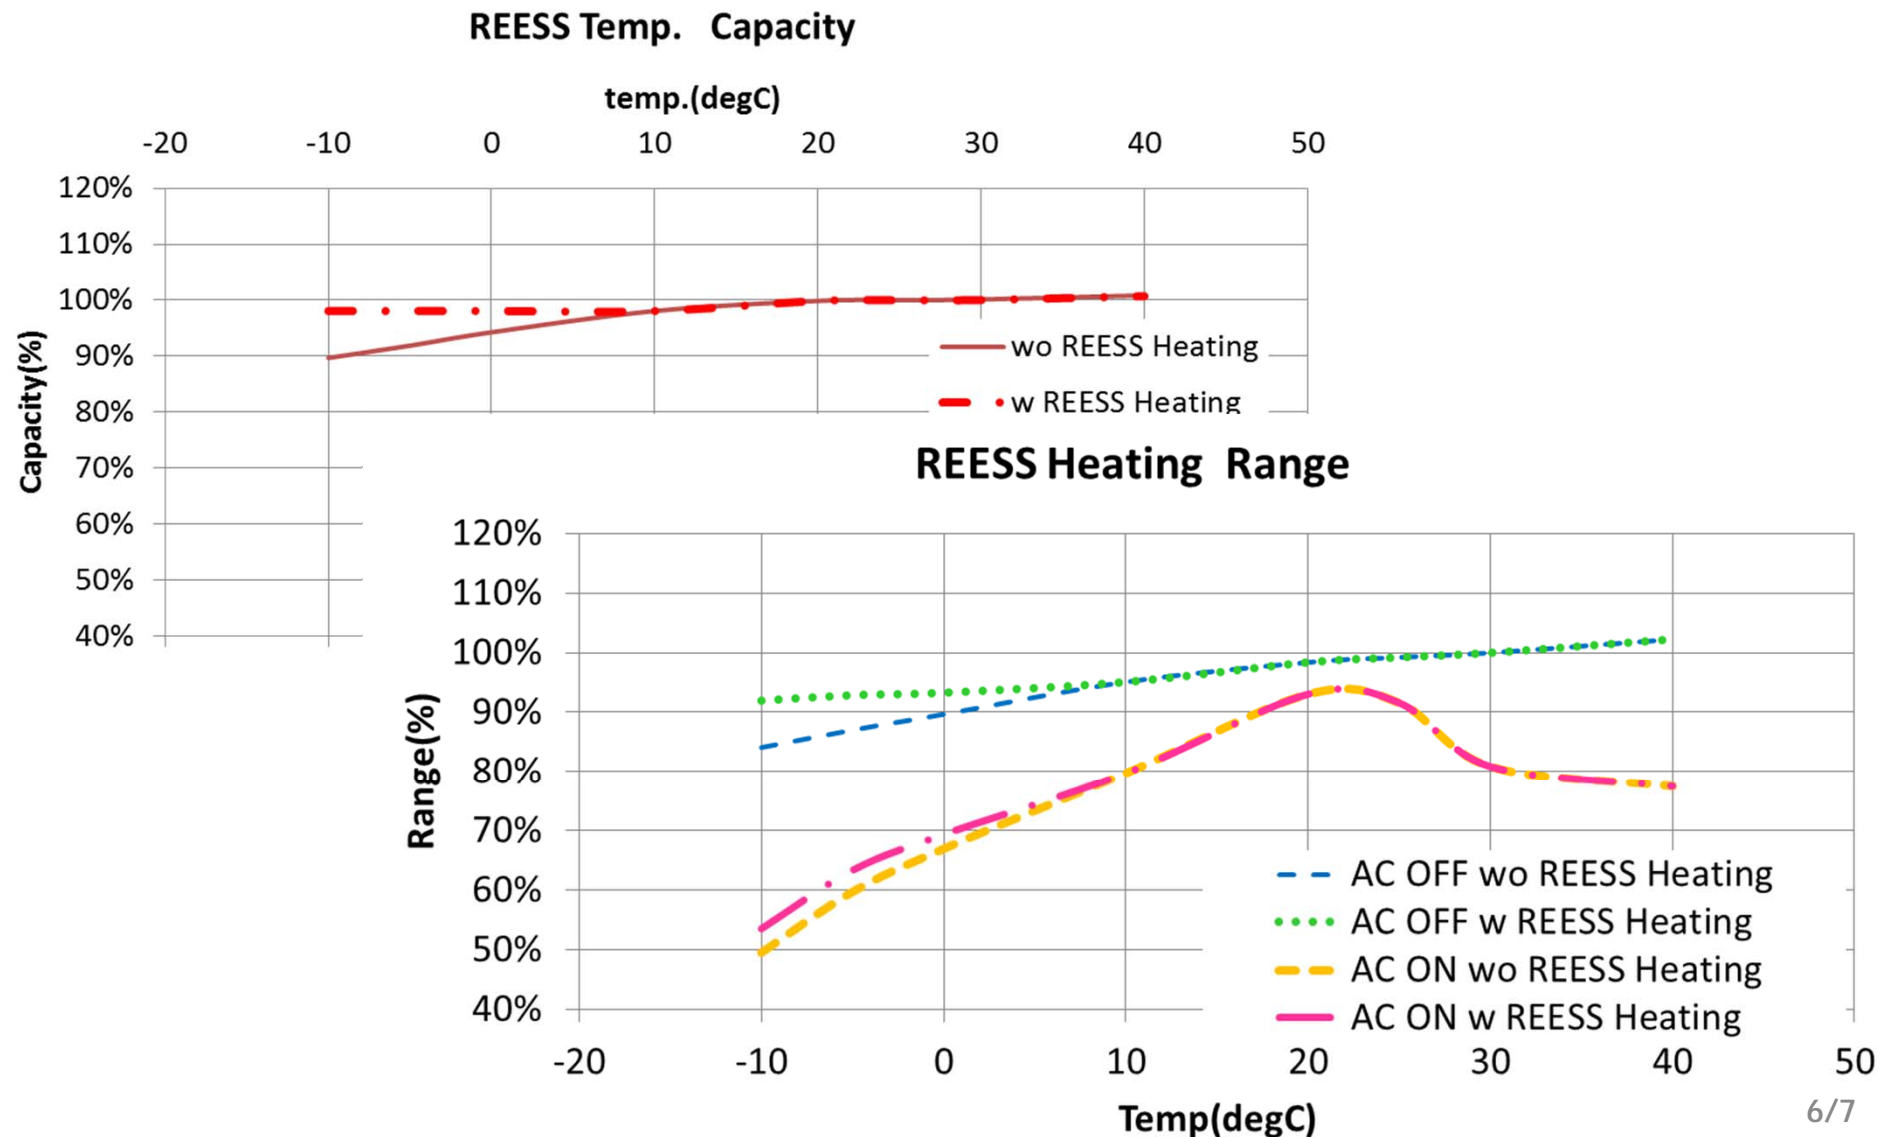 REESS Temp. Capacity
temp.(degC)
-20 -10 0 10 20 30 40 50
120%
110%
100%
90%
80%
70%
60%
50%
40%
Capacity(%)
wo REESS Heating
w REESS Heating
REESS Heating Range
120%
110%
100%
90%
80%
70%
60%
50%
40%
Range(%)
AC OFF wo REESS Heating
AC OFF w REESS Heating
AC ON wo REESS Heating
AC ON w REESS Heating
-20 -10 0 10 20 30 40 50
Temp(degC)
6/7